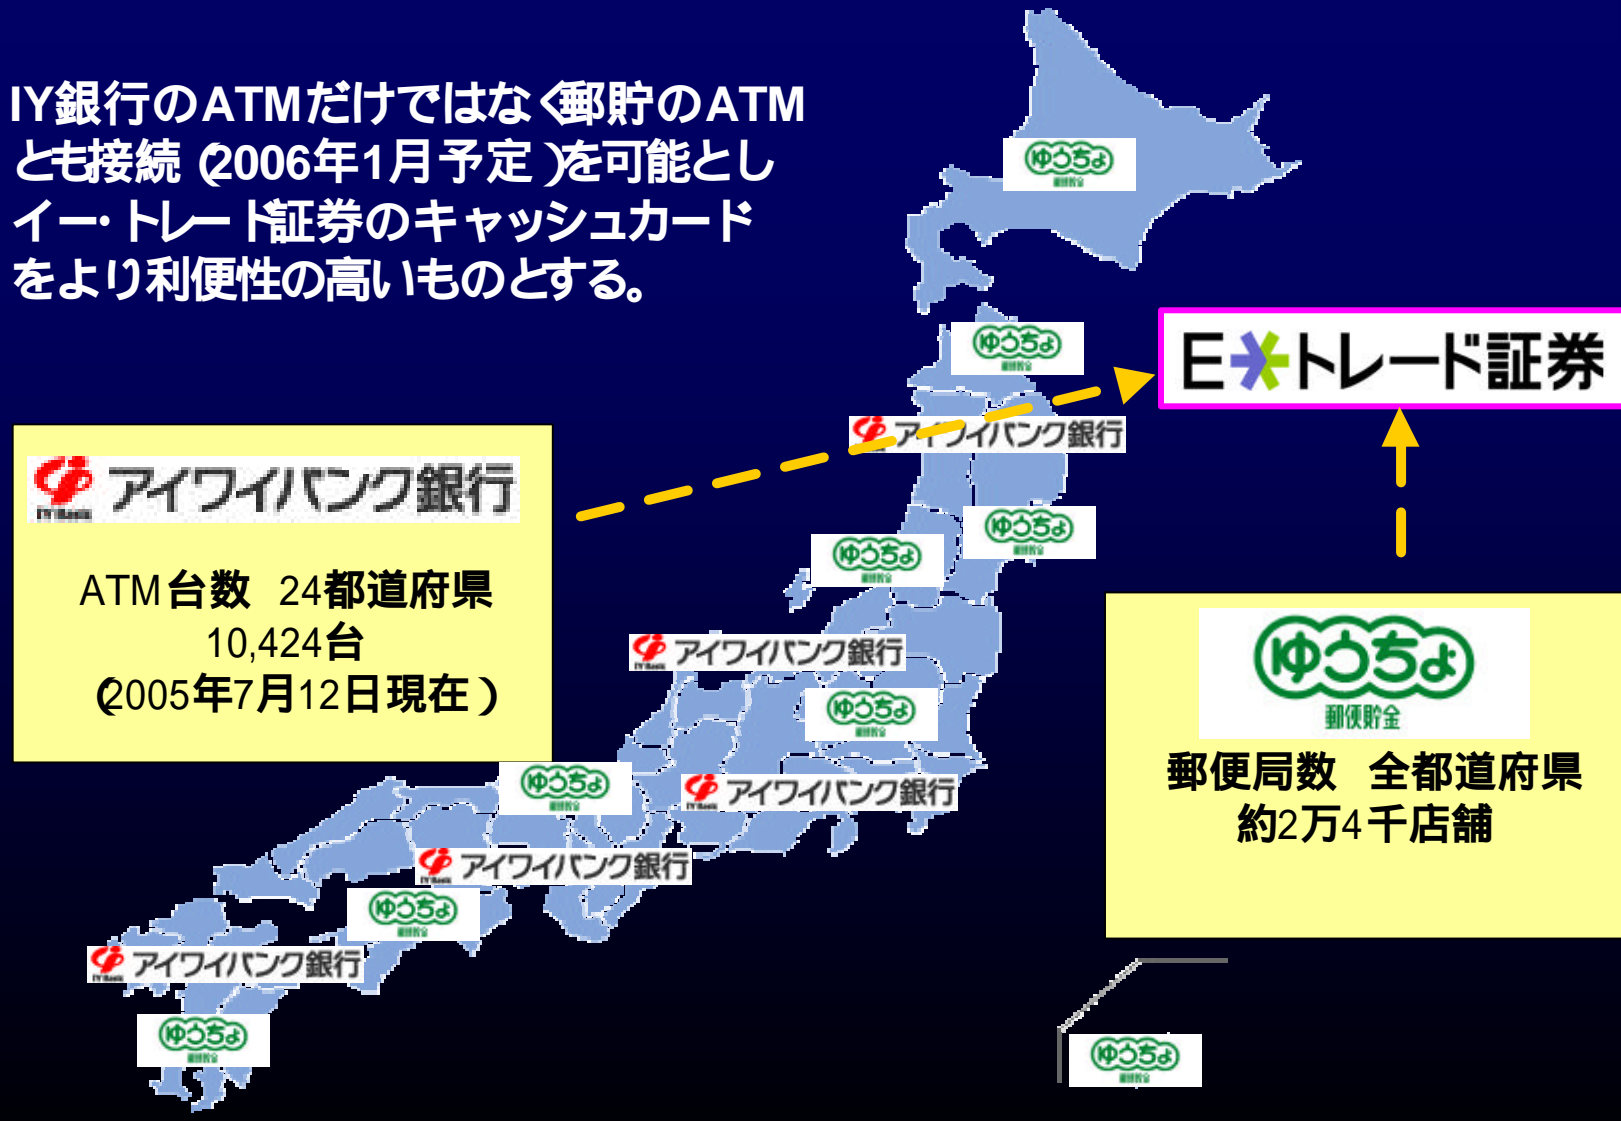 IY銀行のATMだけではなく郵貯のATM
とも接続（2006年1月予定）を可能とし
イー・トレード証券のキャッシュカード
をより利便性の高いものとする。
ゆうちょ
ゆうちょ
E*トレード証券
アイワイバンク銀行
アイワイバンク銀行
IY Bank
ATM台数 24都道府県
10,424台
（2005年7月12日現在）
ゆうちょ
ゆうちょ
アイワイバンク銀行
ゆうちょ
郵便貯金
郵便局数 全都道府県
約2万4千店舗
ゆうちょ
ゆうちょ
アイワイバンク銀行
アイワイバンク銀行
ゆうちょ
アイワイバンク銀行
ゆうちょ
ゆうちょ